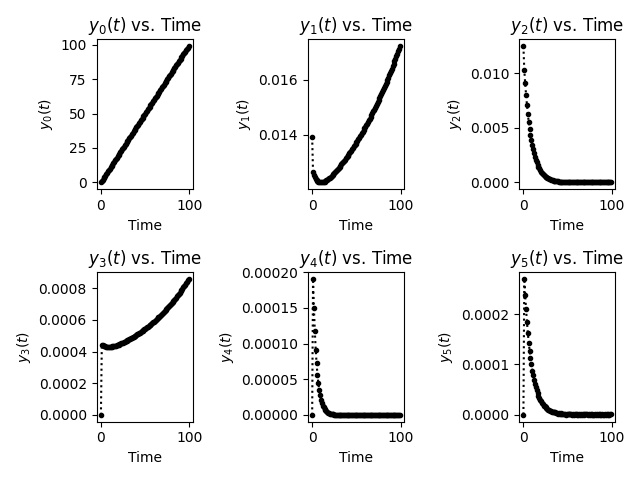 y₀(t) vs. Time
y₁(t) vs. Time
y₂(t) vs. Time
100
75
50
25
0
y₀(t)
0
100
Time
0.016
0.014
y₁(t)
0
100
Time
0.010
0.005
0.000
y₂(t)
0
100
Time
y₃(t) vs. Time
y₄(t) vs. Time
y₅(t) vs. Time
0.0008
0.0006
0.0004
0.0002
0.0000
y₃(t)
0
100
Time
0.00020
0.00015
0.00010
0.00005
0.00000
y₄(t)
0
100
Time
0.0002
0.0001
0.0000
y₅(t)
0
100
Time